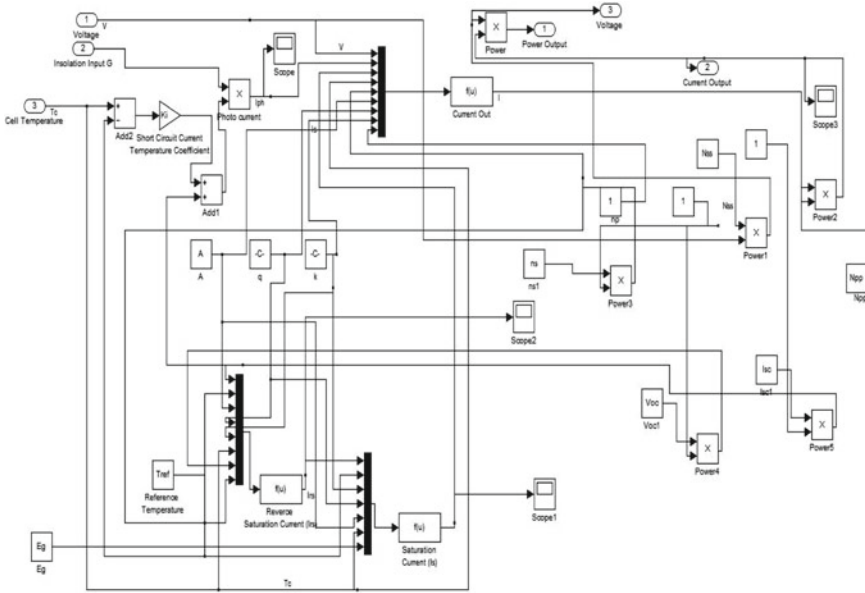 1
Voltage
V
2
Insolation Input G
3
Cell Temperature
Tc
Add2
Ki
Short Circuit Current
Temperature Coefficient
X
Photo current
Iph
Scope
V
Is
Add1
f(u)
Current Out
I
X
Power
1
Power Output
3
Voltage
2
Current Output
Scope3
Nss
Nss
1
X
Power2
1
np
1
X
Power1
Npp
Npp
A
A
-C-
q
-C-
k
ns
ns1
X
Power3
Scope2
Isc
Isc1
X
Power5
Voc
Voc1
X
Power4
Tref
Reference
Temperature
f(u)
Reverce
Saturation Current (Irs)
Irs
f(u)
Saturation
Current (Is)
Scope1
Eg
Eg
Tc